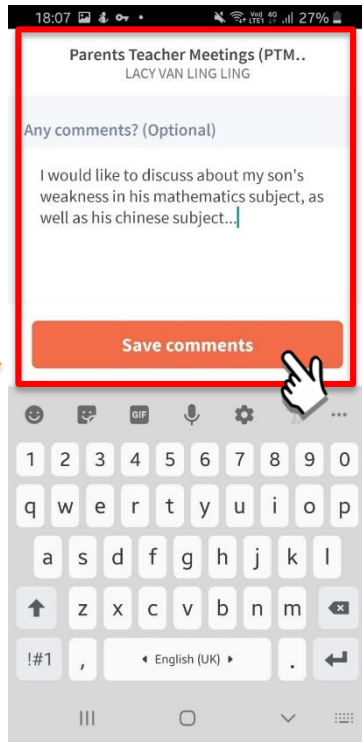 18:07 27%
Parents Teacher Meetings (PTM..
LACY VAN LING LING
Any comments? (Optional)
I would like to discuss about my son's
weakness in his mathematics subject, as
well as his chinese subject...
Save comments
GIF
1 2 3 4 5 6 7 8 9 0
q w e r t y u i o p
a s d f g h j k l
z x c v b n m
!#1 , English (UK) .